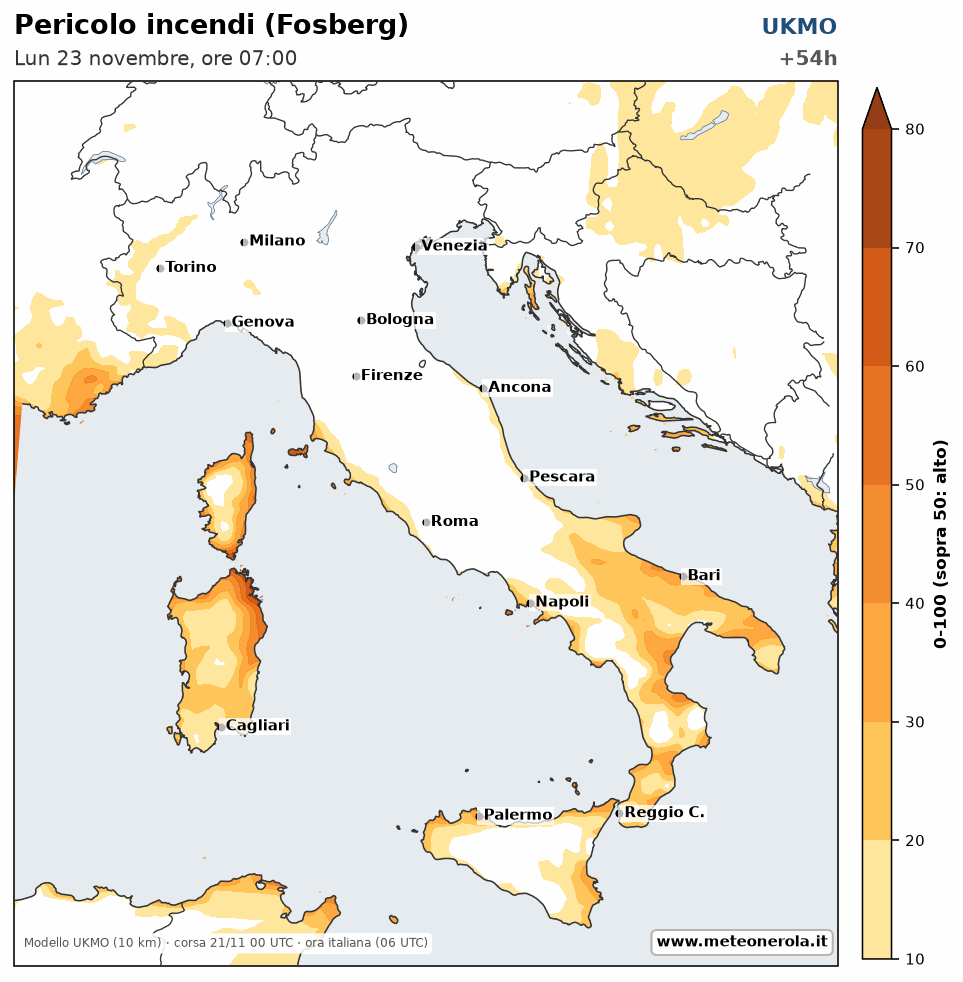 Pericolo incendi (Fosberg)
UKMO
Lun 23 novembre, ore 07:00
+54h
80
70
60
50
40
30
20
10
0-100 (sopra 50: alto)
Milano
Venezia
Torino
Genova
Bologna
Firenze
Ancona
Pescara
Roma
Bari
Napoli
Cagliari
Palermo
Reggio C.
Modello UKMO (10 km) · corsa 21/11 00 UTC · ora italiana (06 UTC)
www.meteonerola.it